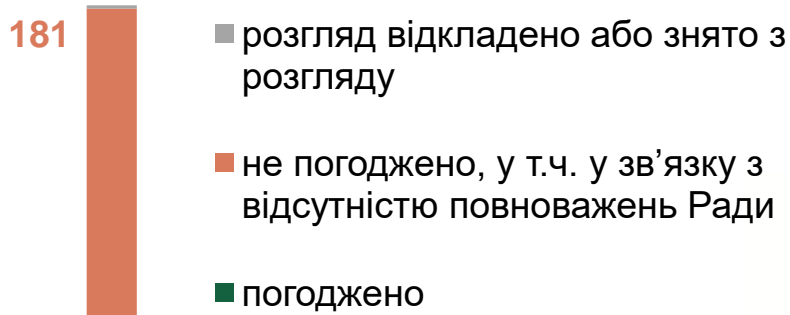 181
розгляд відкладено або знято з
розгляду
не погоджено, у т.ч. у зв’язку з
відсутністю повноважень Ради
погоджено